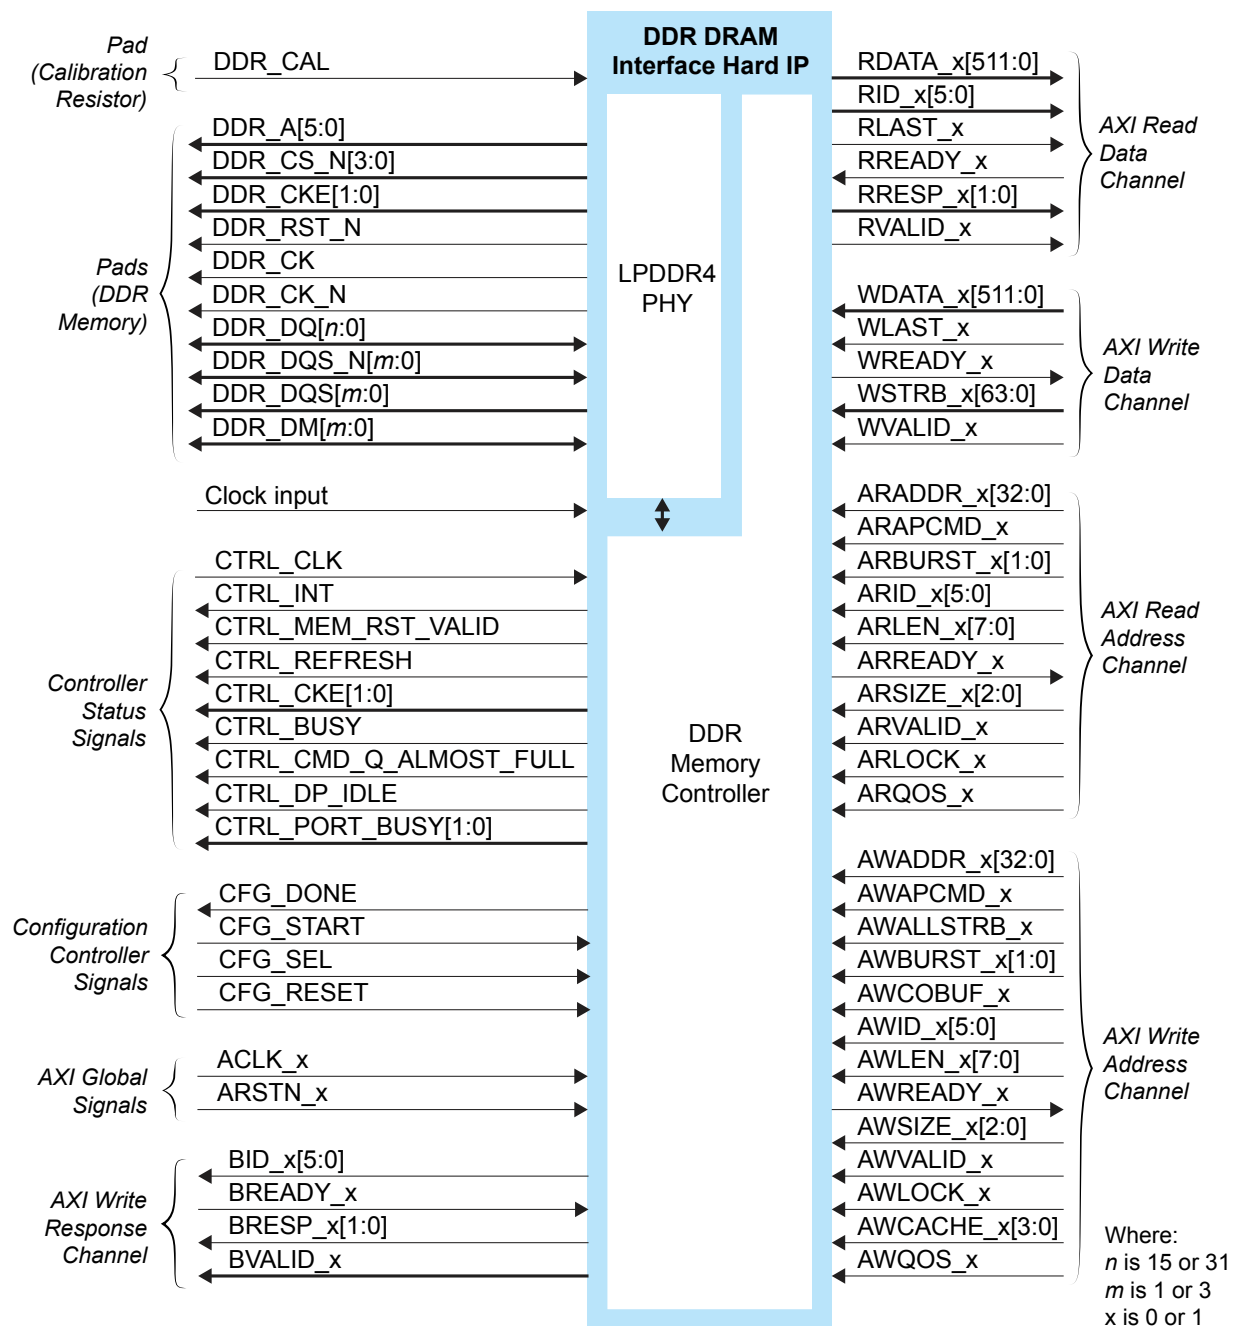 DDR DRAM
Interface Hard IP
LPDDR4
PHY
DDR
Memory
Controller
Pad
(Calibration
Resistor)
DDR_CAL
Pads
(DDR
Memory)
DDR_A[5:0]
DDR_CS_N[3:0]
DDR_CKE[1:0]
DDR_RST_N
DDR_CK
DDR_CK_N
DDR_DQ[n:0]
DDR_DQS_N[m:0]
DDR_DQS[m:0]
DDR_DM[m:0]
Clock input
Controller
Status
Signals
CTRL_CLK
CTRL_INT
CTRL_MEM_RST_VALID
CTRL_REFRESH
CTRL_CKE[1:0]
CTRL_BUSY
CTRL_CMD_Q_ALMOST_FULL
CTRL_DP_IDLE
CTRL_PORT_BUSY[1:0]
Configuration
Controller
Signals
CFG_DONE
CFG_START
CFG_SEL
CFG_RESET
AXI Global
Signals
ACLK_x
ARSTN_x
AXI Write
Response
Channel
BID_x[5:0]
BREADY_x
BRESP_x[1:0]
BVALID_x
RDATA_x[511:0]
RID_x[5:0]
RLAST_x
RREADY_x
RRESP_x[1:0]
RVALID_x
AXI Read
Data
Channel
WDATA_x[511:0]
WLAST_x
WREADY_x
WSTRB_x[63:0]
WVALID_x
AXI Write
Data
Channel
ARADDR_x[32:0]
ARAPCMD_x
ARBURST_x[1:0]
ARID_x[5:0]
ARLEN_x[7:0]
ARREADY_x
ARSIZE_x[2:0]
ARVALID_x
ARLOCK_x
ARQOS_x
AXI Read
Address
Channel
AWADDR_x[32:0]
AWAPCMD_x
AWALLSTRB_x
AWBURST_x[1:0]
AWCOBUF_x
AWID_x[5:0]
AWLEN_x[7:0]
AWREADY_x
AWSIZE_x[2:0]
AWVALID_x
AWLOCK_x
AWCACHE_x[3:0]
AWQOS_x
AXI Write
Address
Channel
Where:
n is 15 or 31
m is 1 or 3
x is 0 or 1